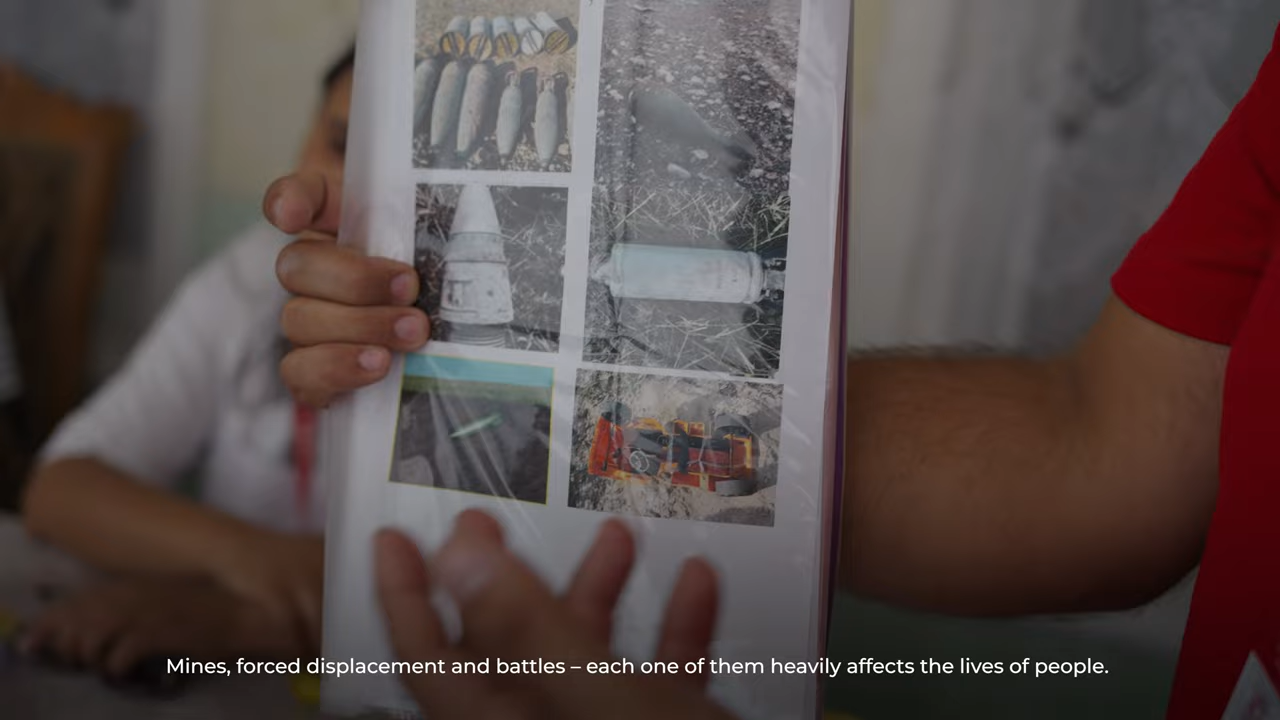 Mines, forced displacement and battles – each one of them heavily affects the lives of people.